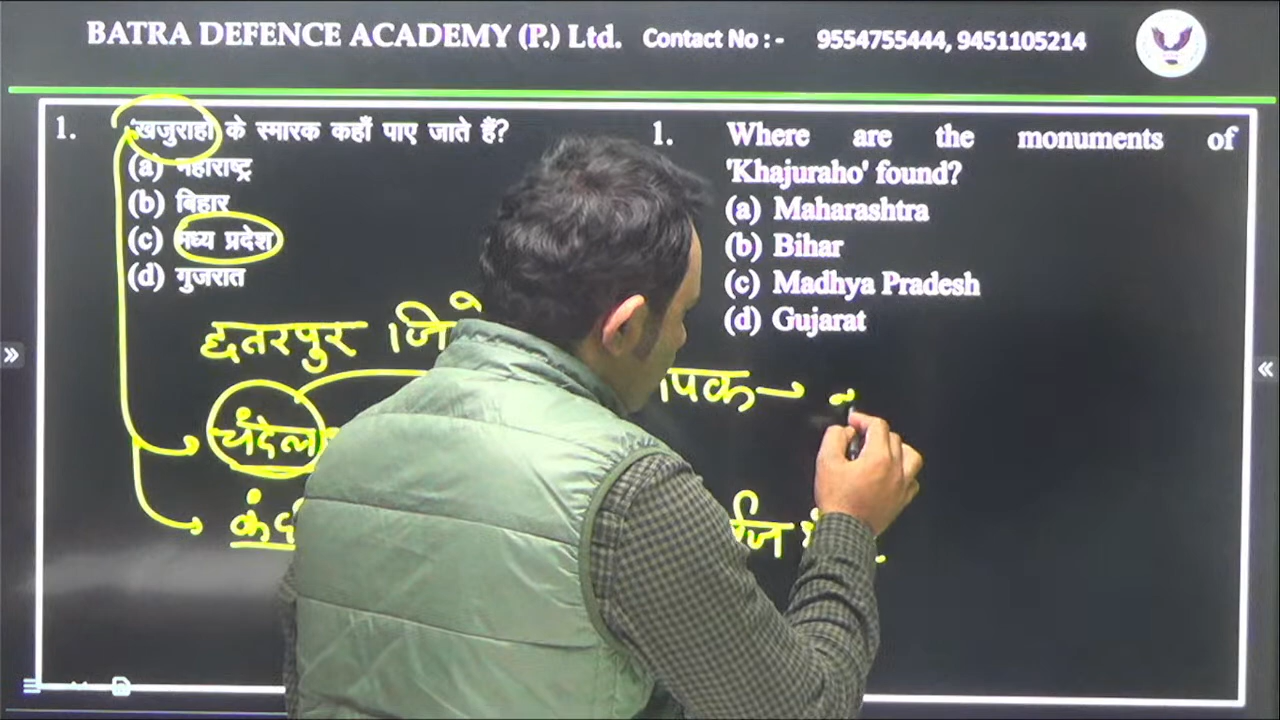 BATRA DEFENCE ACADEMY (P.) Ltd. Contact No : - 9554755444, 9451105214
1. 'खजुराहो के स्मारक कहाँ पाए जाते हैं?
(a) महाराष्ट्र
(b) बिहार
(c) मध्य प्रदेश
(d) गुजरात
1. Where are the monuments of
'Khajuraho' found?
(a) Maharashtra
(b) Bihar
(c) Madhya Pradesh
(d) Gujarat
छतरपुर
चंदेल